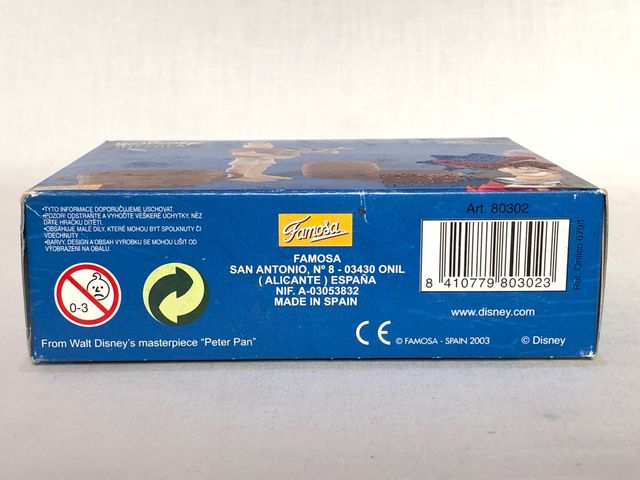 •TYTO INFORMACE DOPORUČUJEME USCHOVAT.
•POZOR! ODSTRAŇTE A VYHOĎTE VEŠKERÉ ÚCHYTKY, NEŽ
DÁTE HRAČKU DÍTĚTI.
•OBSAHUJE MALÉ DÍLY, KTERÉ MOHOU BÝT SPOLKNUTY ČI
VDECHNUTY
•BARVY, DESIGN A OBSAH VÝROBKU SE MOHOU LIŠIT OD
VYOBRAZENÍ NA OBALU.
0-3
From Walt Disney's masterpiece “Peter Pan”
Famosa
FAMOSA
SAN ANTONIO, Nº 8 - 03430 ONIL
( ALICANTE ) ESPAÑA
NIF. A-03053832
MADE IN SPAIN
CE
© FAMOSA - SPAIN 2003
Art. 80302
8 410779 803023
www.disney.com
© Disney